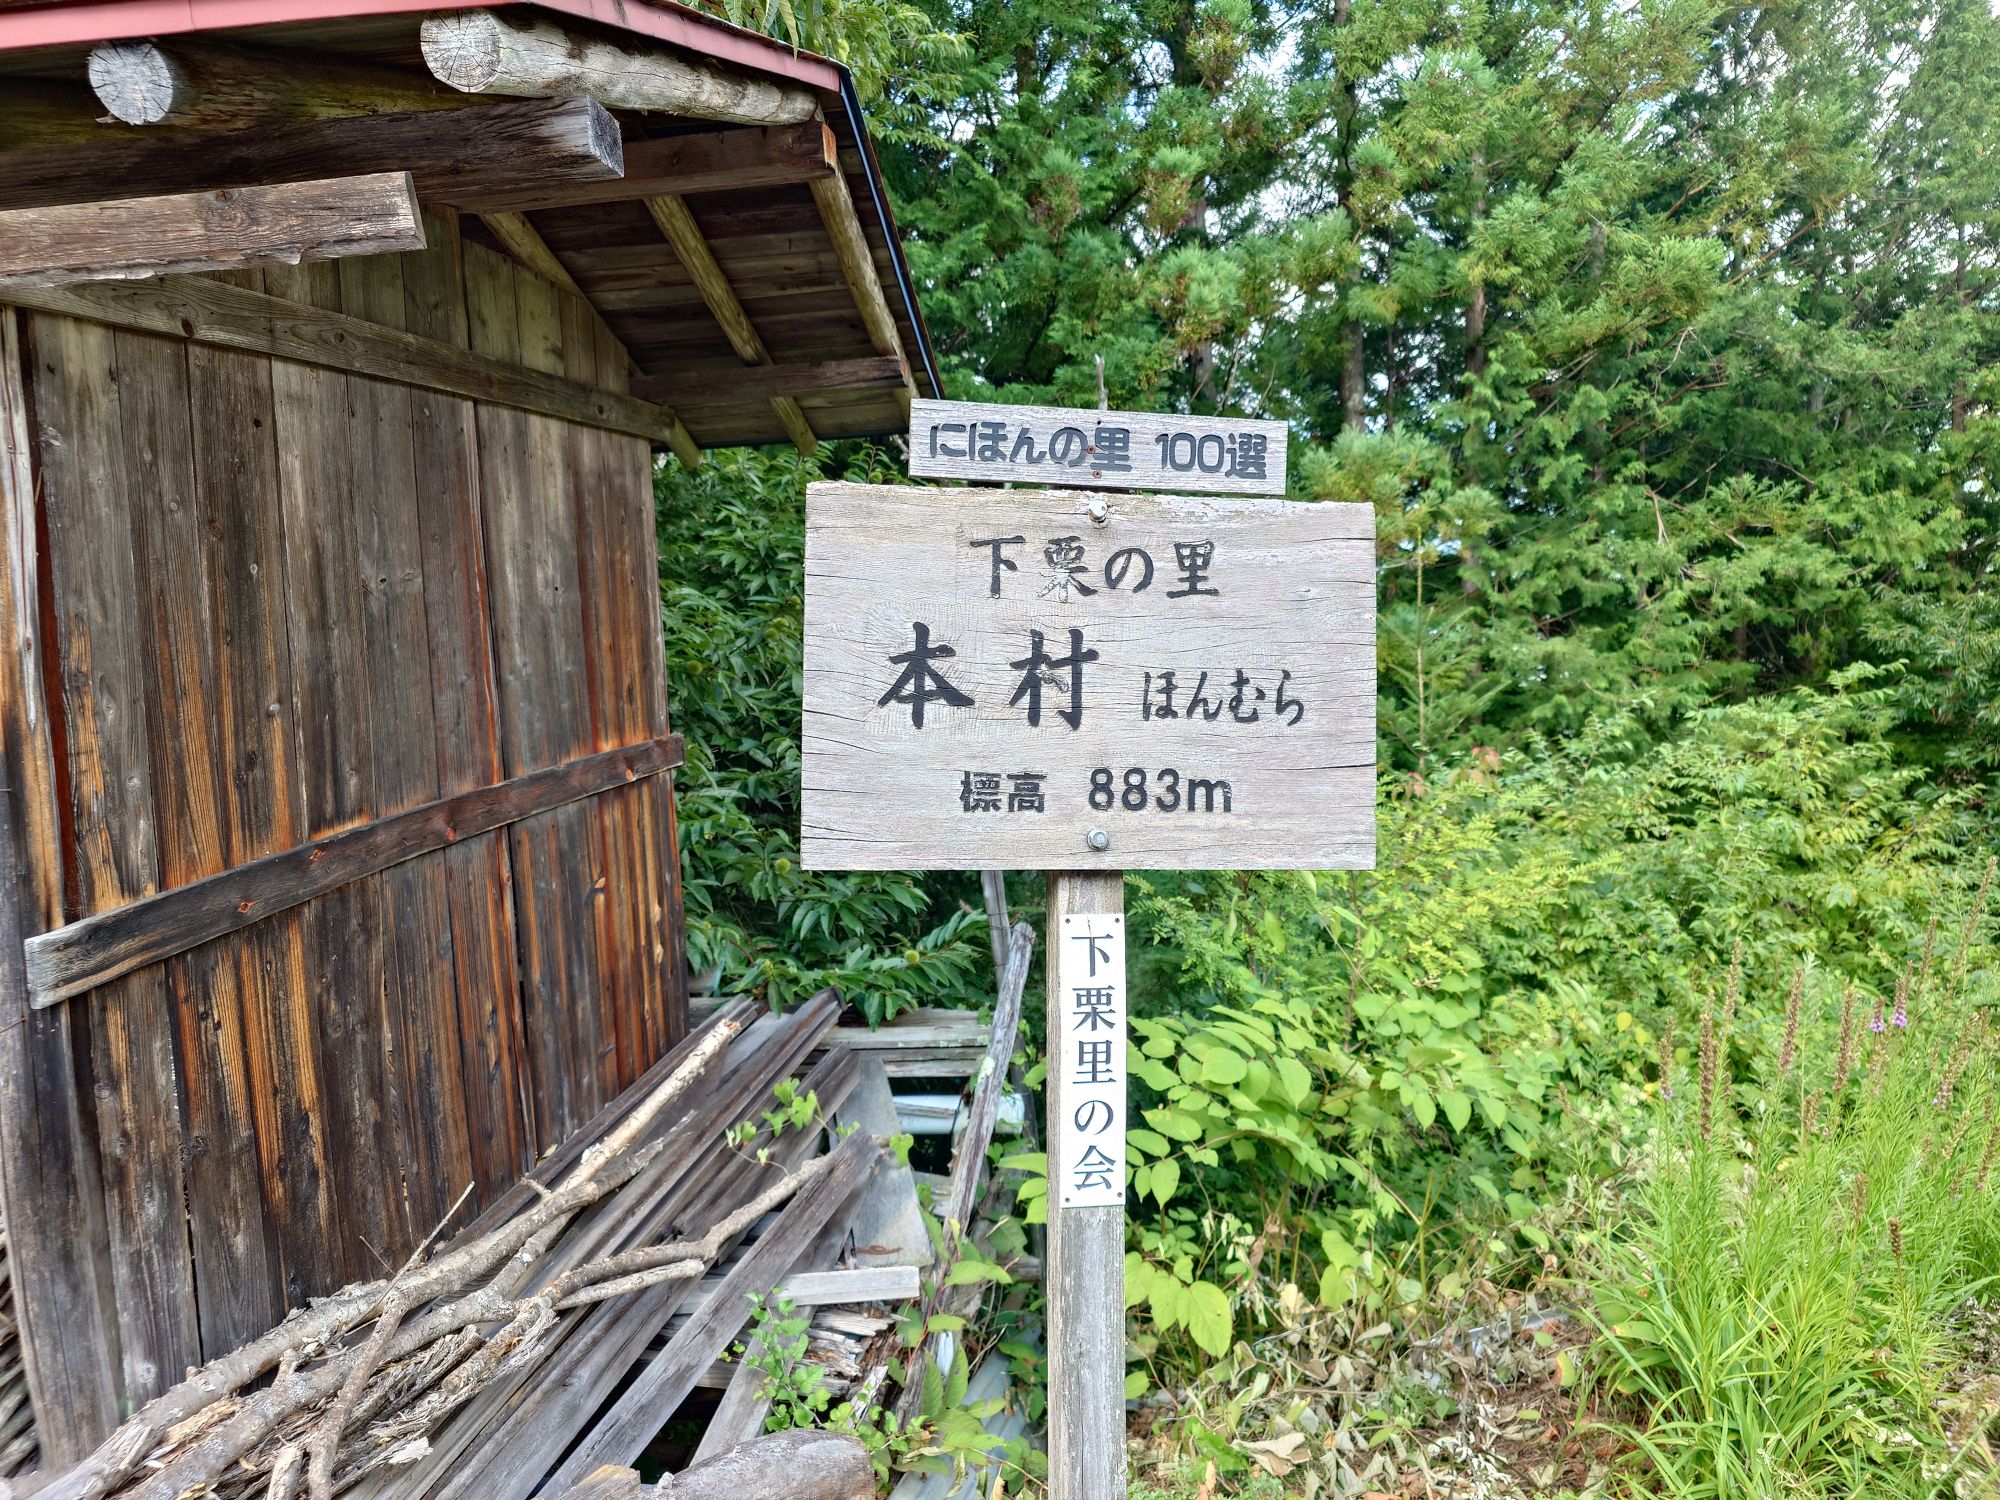 にほんの里 100選
下栗の里
本村 ほんむら
標高 883m
下栗里の会